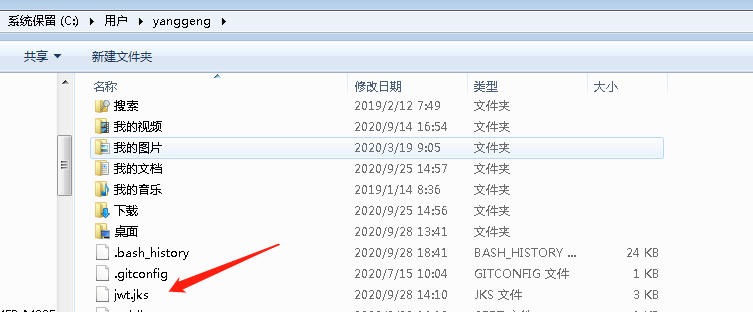 系统保留 (C:) 用户 yanggeng
共享 新建文件夹
名称 修改日期 类型 大小
搜索 2019/2/12 7:49 文件夹
我的视频 2020/9/14 16:54 文件夹
我的图片 2020/3/19 9:05 文件夹
我的文档 2020/9/25 14:57 文件夹
我的音乐 2019/1/14 8:36 文件夹
下载 2020/9/25 14:56 文件夹
桌面 2020/9/28 13:41 文件夹
.bash_history 2020/9/28 18:41 BASH_HISTORY ... 24 KB
.gitconfig 2020/7/15 10:04 GITCONFIG 文件 1 KB
jwt.jks 2020/9/28 14:10 JKS 文件 3 KB